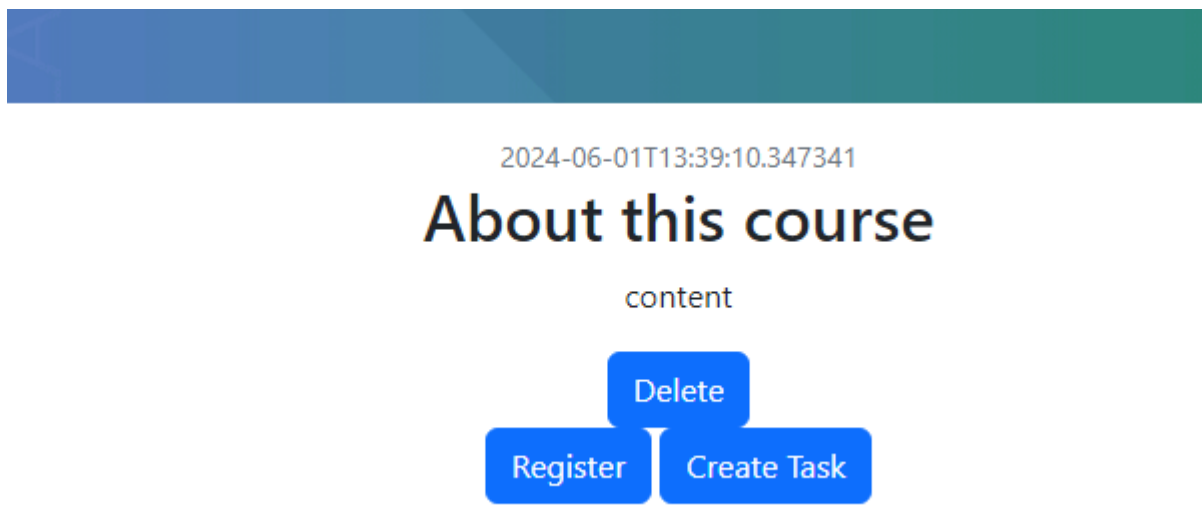 2024-06-01T13:39:10.347341
About this course
content
Delete
Register Create Task